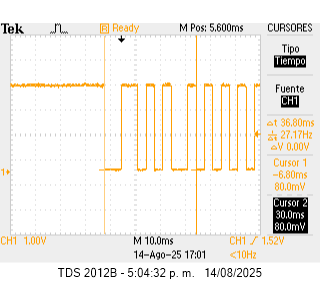 Tek R Ready M Pos: 5.600ms CURSORES
Tipo
Tiempo
Fuente
CH1
Δt 36.80ms
1/Δt 27.17Hz
ΔV 0.00V
Cursor 1
-6.80ms
80.0mV
Cursor 2
30.0ms
80.0mV
1
CH1 1.00V M 10.0ms CH1 / 1.52V
14-Ago-25 17:01 <10Hz
TDS 2012B - 5:04:32 p. m. 14/08/2025